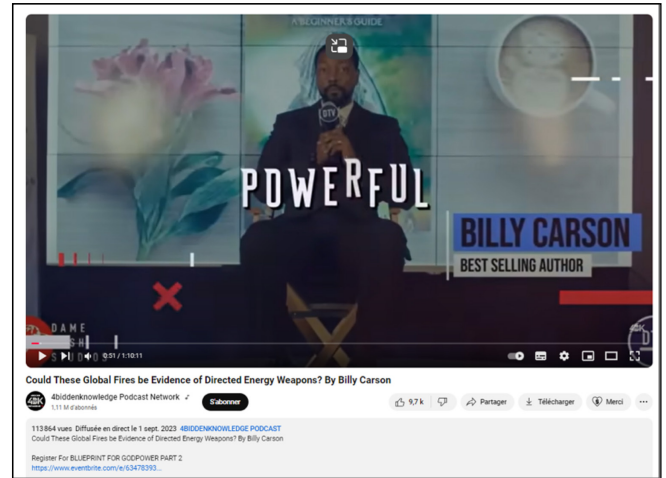 A BEGINNER'S GUIDE
DTV
POWERFUL
BILLY CARSON
BEST SELLING AUTHOR
DAME
STUDIOS
0:51 / 1:10:11
Could These Global Fires be Evidence of Directed Energy Weapons? By Billy Carson
4BK
4biddenknowledge Podcast Network
1,11 M d'abonnés
S'abonner
9,7 k
Partager
Télécharger
Merci
113 864 vues Diffusée en direct le 1 sept. 2023 4BIDDENKNOWLEDGE PODCAST
Could These Global Fires be Evidence of Directed Energy Weapons? By Billy Carson
Register For BLUEPRINT FOR GODPOWER PART 2
https://www.eventbrite.com/e/63478393...